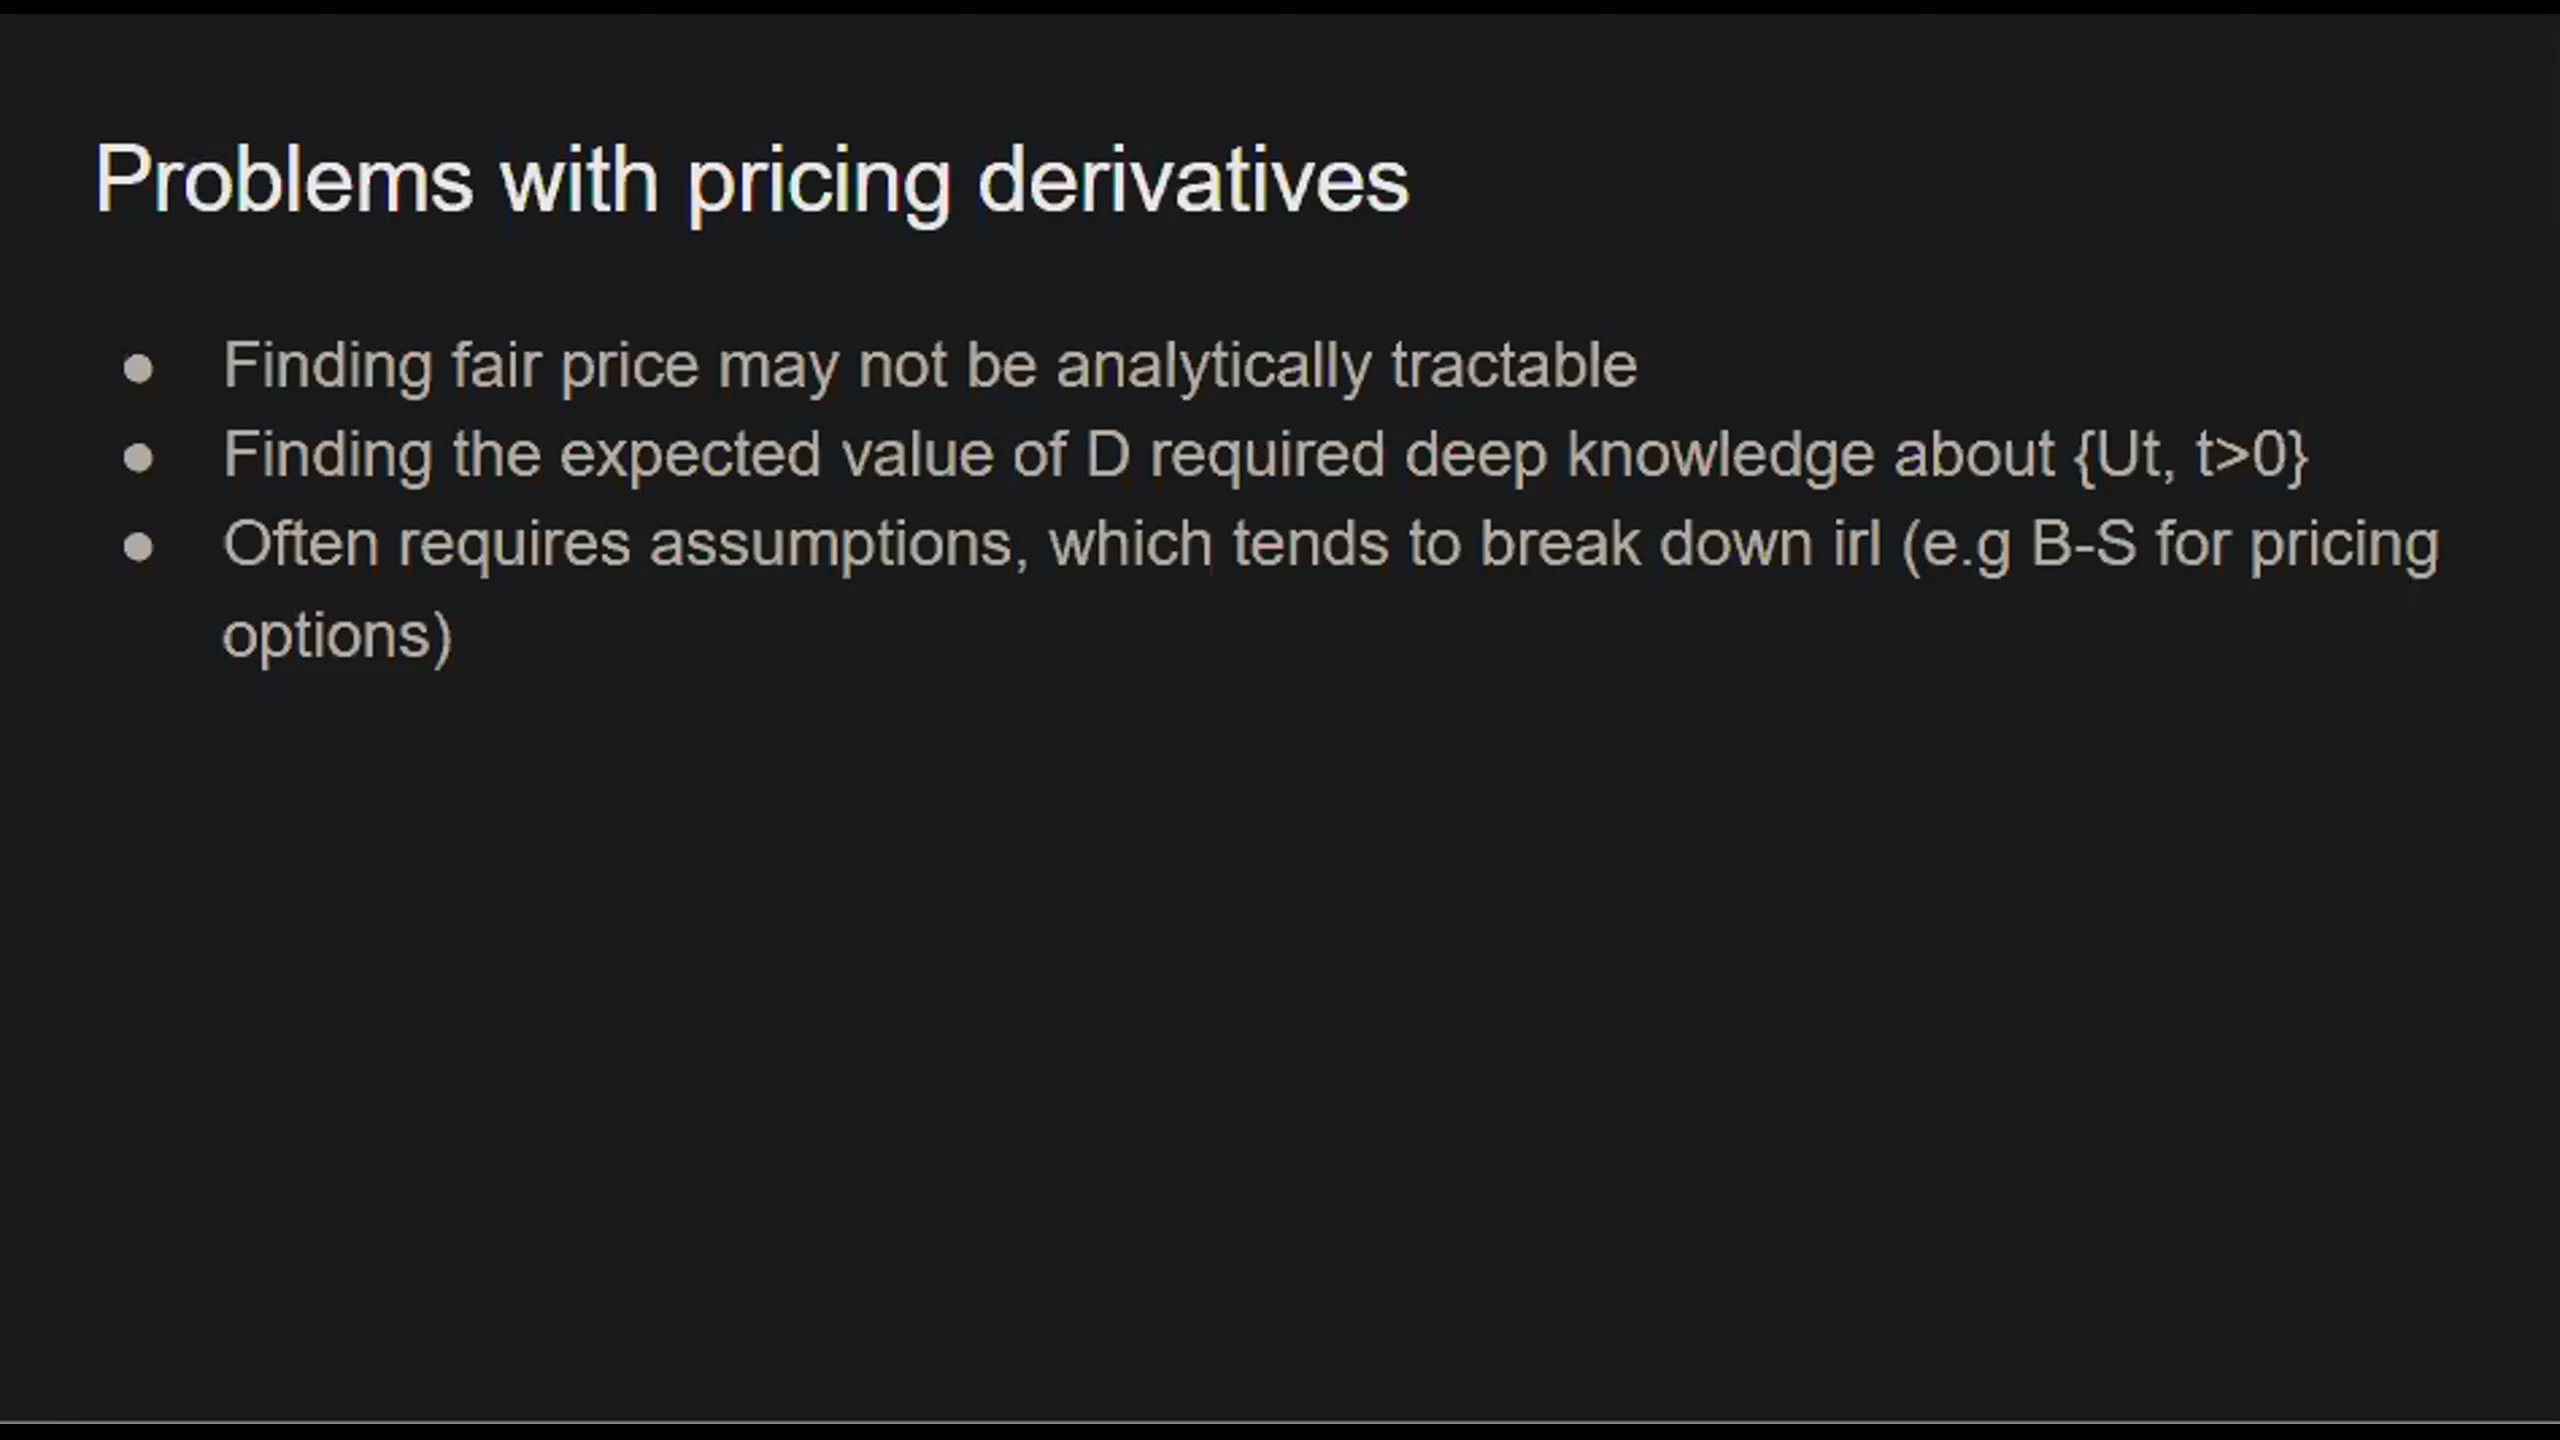 Problems with pricing derivatives
● Finding fair price may not be analytically tractable
● Finding the expected value of D required deep knowledge about {Ut, t>0}
● Often requires assumptions, which tends to break down irl (e.g B-S for pricing
options)